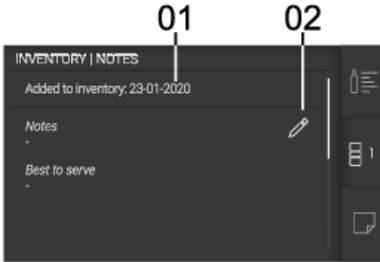 01 02
INVENTORY | NOTES
Added to inventory: 23-01-2020
Notes
-
Best to serve
-
1